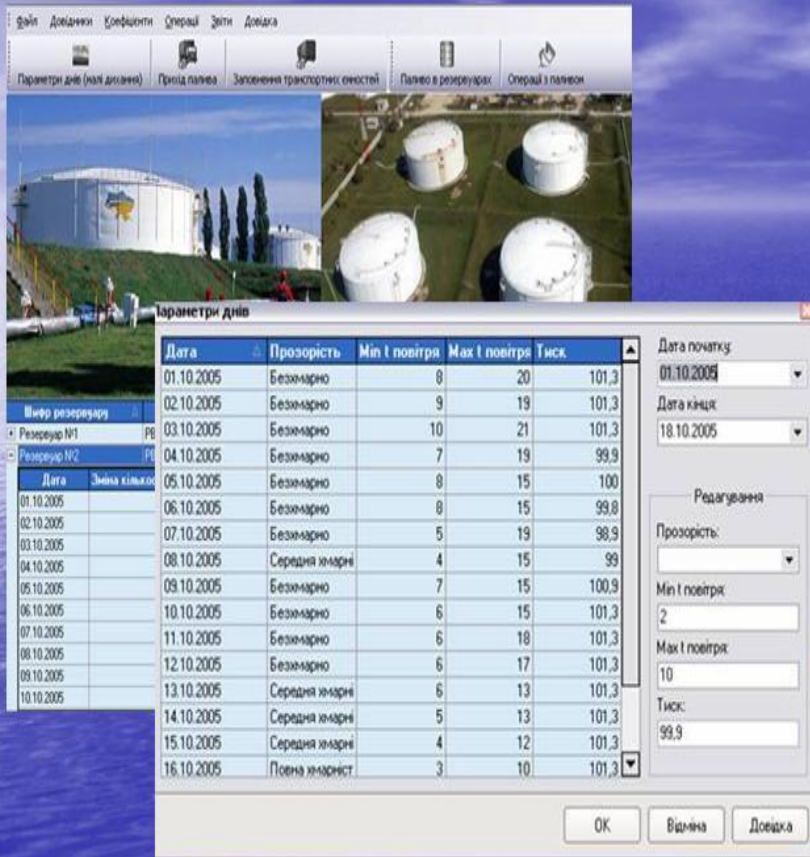 Файл Довідники Коефіцієнти Операції Звіти Довідка
Параметри днів (малі дихання) Прихід палива Заповнення транспортних ємностей Паливо в резервуарах Операції з паливом
Шифр резервуару
Резервуар №1 РВ
Резервуар №2 РВ
Дата Зміна кількос
01.10.2005
02.10.2005
03.10.2005
04.10.2005
05.10.2005
06.10.2005
07.10.2005
08.10.2005
09.10.2005
10.10.2005
Параметри днів
Дата Прозорість Min t повітря Max t повітря Тиск
01.10.2005 Безхмарно 8 20 101,3
02.10.2005 Безхмарно 9 19 101,3
03.10.2005 Безхмарно 10 21 101,3
04.10.2005 Безхмарно 7 19 99,9
05.10.2005 Безхмарно 8 15 100
06.10.2005 Безхмарно 8 15 99,8
07.10.2005 Безхмарно 5 19 98,9
08.10.2005 Середня хмарні 4 15 99
09.10.2005 Безхмарно 7 15 100,9
10.10.2005 Безхмарно 6 15 101,3
11.10.2005 Безхмарно 6 18 101,3
12.10.2005 Безхмарно 6 17 101,3
13.10.2005 Середня хмарні 6 13 101,3
14.10.2005 Середня хмарні 5 13 101,3
15.10.2005 Середня хмарні 4 12 101,3
16.10.2005 Повна хмарніст 3 10 101,3
Дата початку:
01.10.2005
Дата кінця:
18.10.2005
Редагування
Прозорість:
Min t повітря:
2
Max t повітря:
10
Тиск:
99,9
OK Відміна Довідка